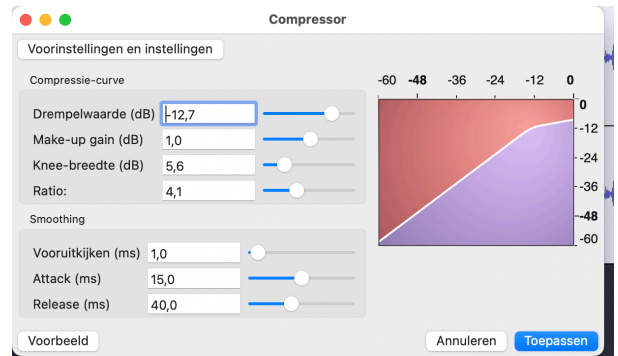 Compressor
Voorinstellingen en instellingen
Compressie-curve
Drempelwaarde (dB) -12,7
Make-up gain (dB) 1,0
Knee-breedte (dB) 5,6
Ratio: 4,1
-60 -48 -36 -24 -12 0
0
-12
-24
-36
-48
-60
Smoothing
Vooruitkijken (ms) 1,0
Attack (ms) 15,0
Release (ms) 40,0
Voorbeeld
Annuleren
Toepassen